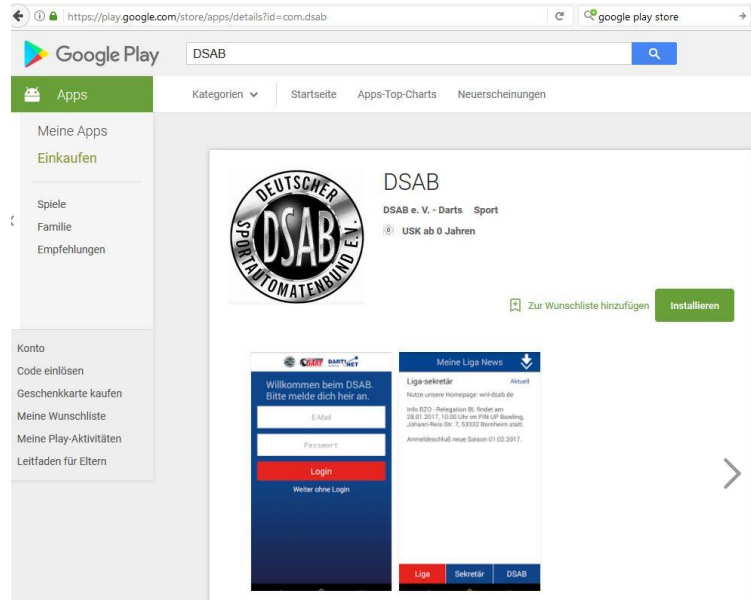 https://play.google.com/store/apps/details?id=com.dsab
google play store
Google Play
DSAB
Apps
Kategorien
Startseite
Apps-Top-Charts
Neuerscheinungen
Meine Apps
Einkaufen
Spiele
Familie
Empfehlungen
Konto
Code einlösen
Geschenkkarte kaufen
Meine Wunschliste
Meine Play-Aktivitäten
Leitfaden für Eltern
DEUTSCHER
DSAB
SPORTAUTOMATENBUND E.V.
DSAB
DSAB e. V. - Darts Sport
0 USK ab 0 Jahren
Zur Wunschliste hinzufügen
Installieren
DART
Willkommen beim DSAB.
Bitte melde dich heir an.
E-Mail
Passwort
Login
Weiter ohne Login
Meine Liga News
Liga-sekretär Aktuell
Nutze unsere Homepage: wnl-dsab.de
Info BZO - Relegation BL findet am
28.01.2017, 10.00 Uhr im PIN-UP Bowling,
Johann-Reis-Str. 7, 53332 Bornheim statt.
Anmeldeschluß neue Saison 01.02.2017.
Liga
Sekretär
DSAB